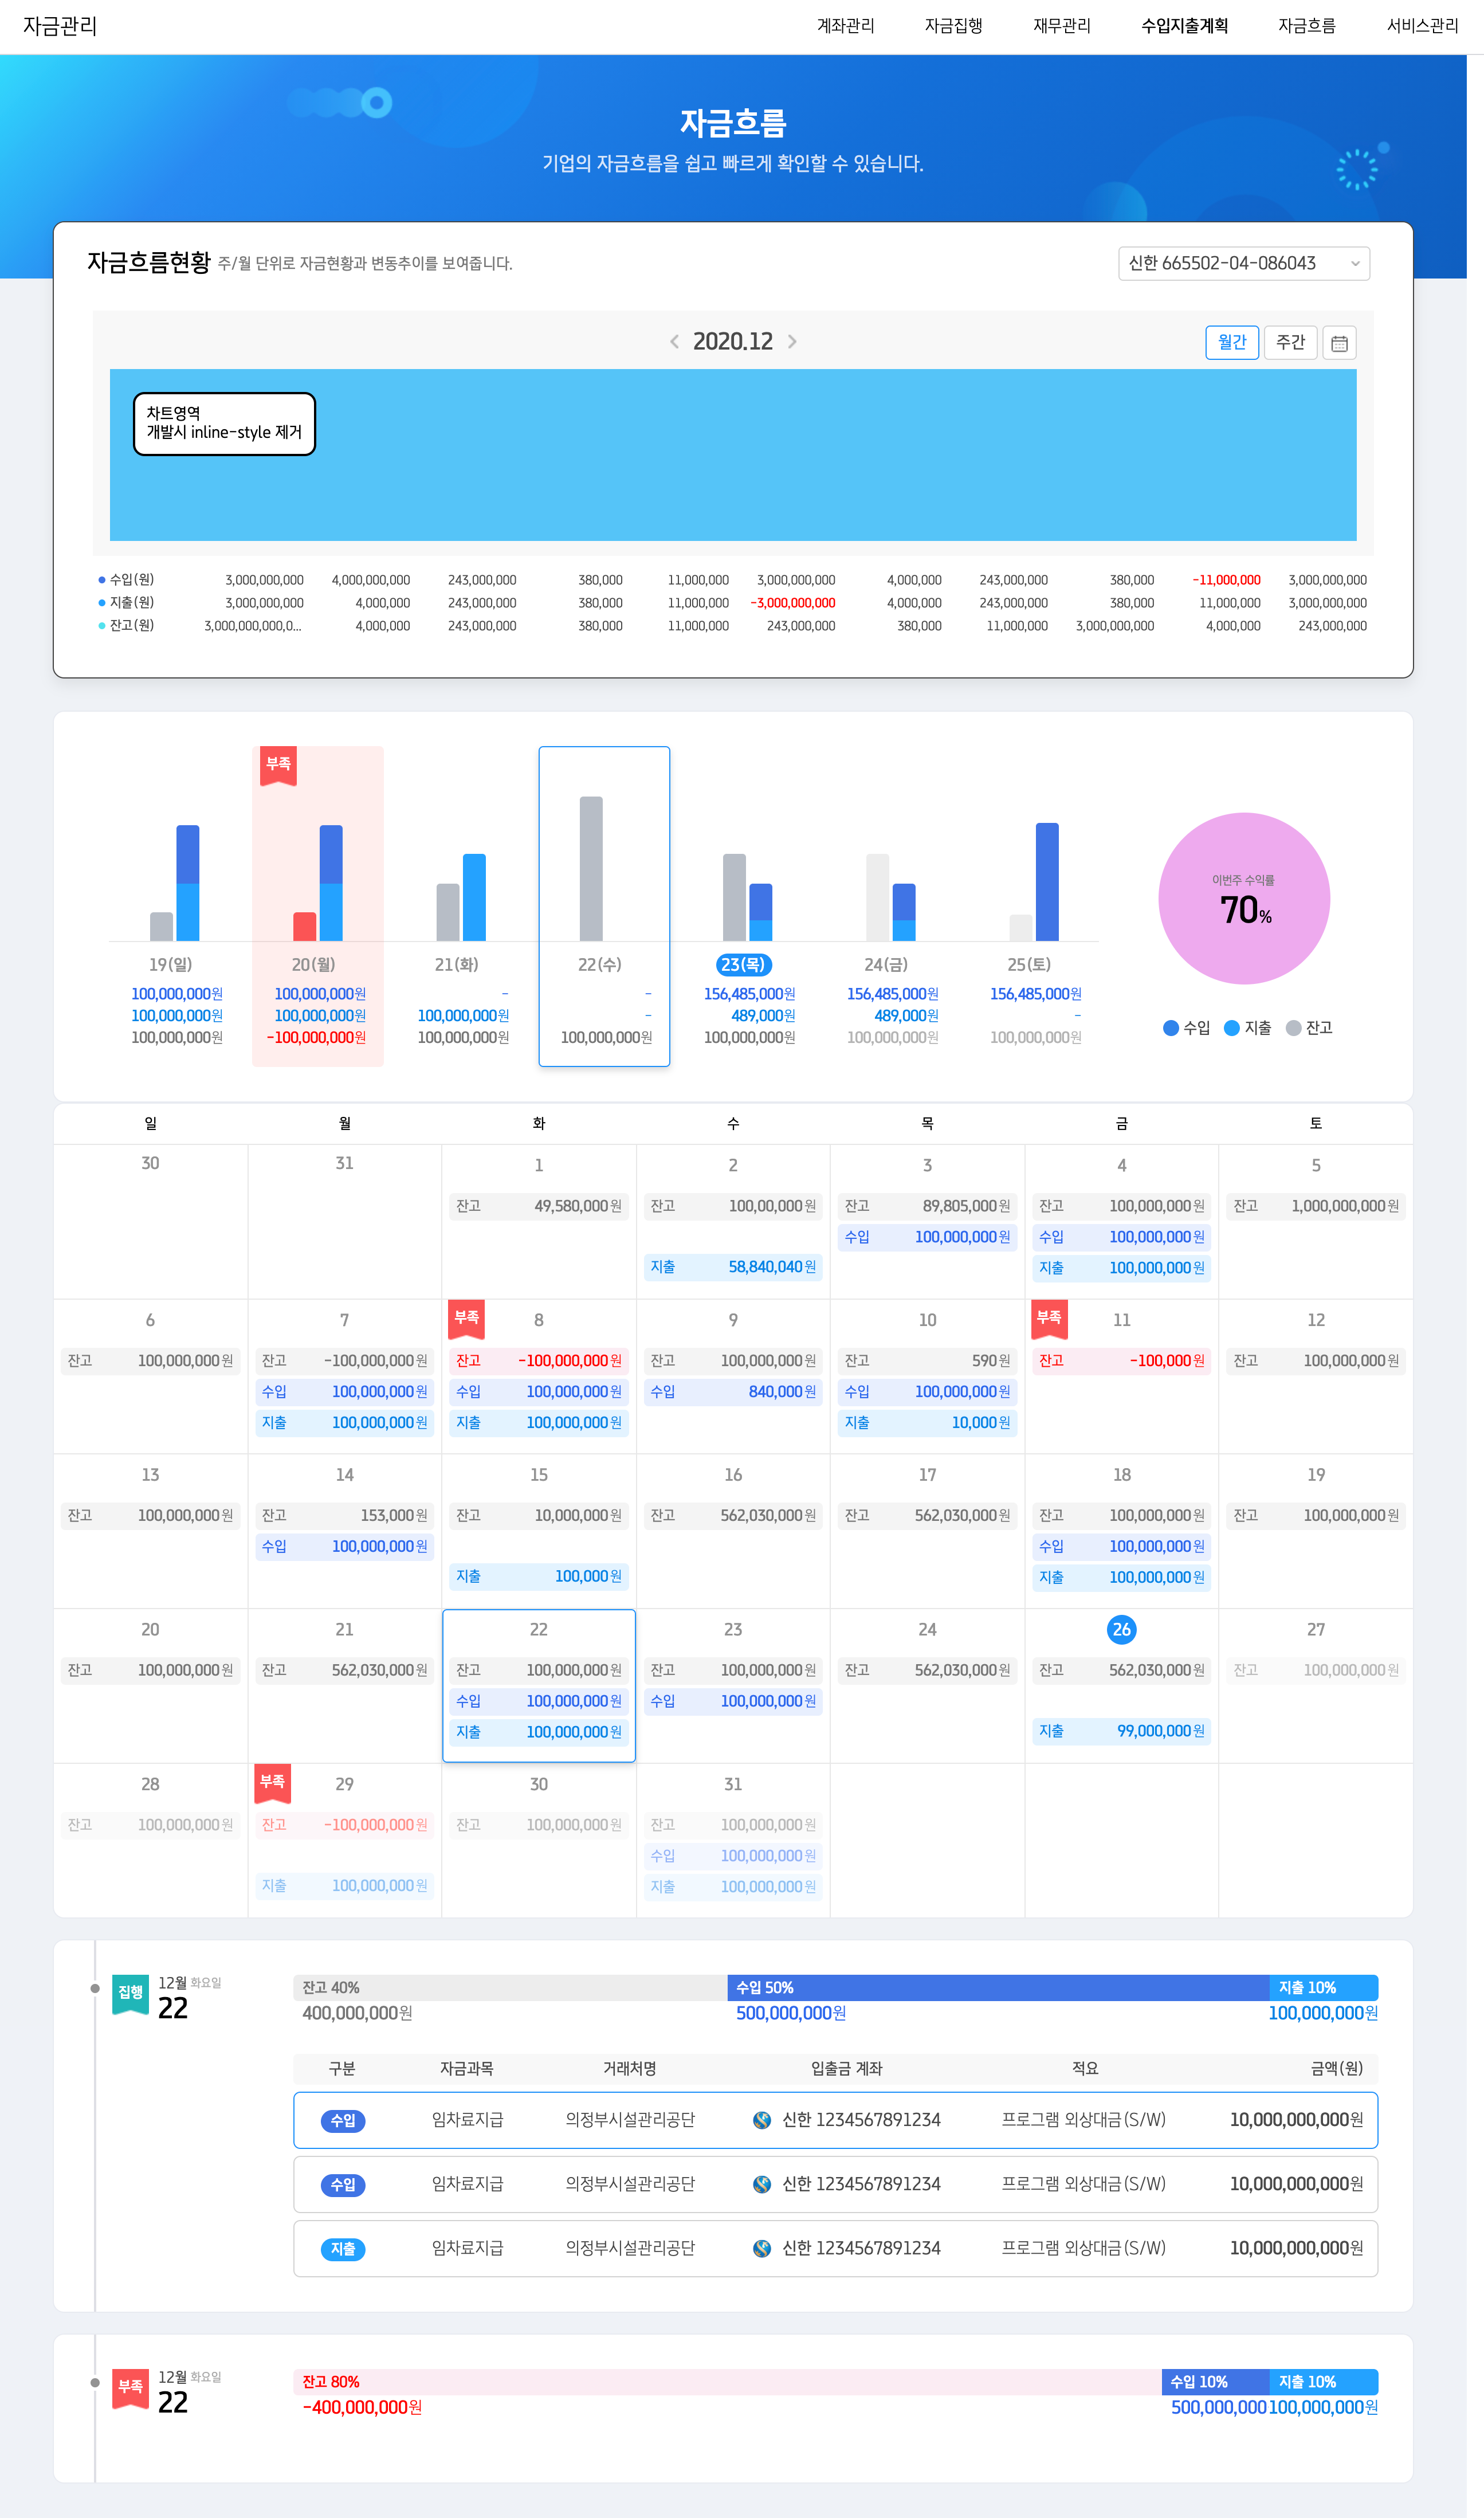 자금관리
계좌관리 자금집행 재무관리 수입지출계획 자금흐름 서비스관리
자금흐름
기업의 자금흐름을 쉽고 빠르게 확인할 수 있습니다.
자금흐름현황 주/월 단위로 자금현황과 변동추이를 보여줍니다. 신한 665502-04-086043
2020.12 월간 주간
차트영역
개발시 inline-style 제거
수입(원) 3,000,000,000 4,000,000,000 243,000,000 380,000 11,000,000 3,000,000,000 4,000,000 243,000,000 380,000 -11,000,000 3,000,000,000
지출(원) 3,000,000,000 4,000,000 243,000,000 380,000 11,000,000 -3,000,000,000 4,000,000 243,000,000 380,000 11,000,000 3,000,000,000
잔고(원) 3,000,000,000,0... 4,000,000 243,000,000 380,000 11,000,000 243,000,000 380,000 11,000,000 3,000,000,000 4,000,000 243,000,000
부족
이번주 수익률
70%
19(일) 20(월) 21(화) 22(수) 23(목) 24(금) 25(토)
100,000,000원 100,000,000원 - - 156,485,000원 156,485,000원 156,485,000원
100,000,000원 100,000,000원 100,000,000원 - 489,000원 489,000원 -
100,000,000원 -100,000,000원 100,000,000원 100,000,000원 100,000,000원 100,000,000원 100,000,000원
수입 지출 잔고
일 월 화 수 목 금 토
30 31 1 2 3 4 5
잔고 49,580,000원 잔고 100,00,000원 잔고 89,805,000원 잔고 100,000,000원 잔고 1,000,000,000원
수입 100,000,000원 수입 100,000,000원
지출 58,840,040원 지출 100,000,000원
6 7 부족 8 9 10 부족 11 12
잔고 100,000,000원 잔고 -100,000,000원 잔고 -100,000,000원 잔고 100,000,000원 잔고 590원 잔고 -100,000원 잔고 100,000,000원
수입 100,000,000원 수입 100,000,000원 수입 840,000원 수입 100,000,000원
지출 100,000,000원 지출 100,000,000원 지출 10,000원
13 14 15 16 17 18 19
잔고 100,000,000원 잔고 153,000원 잔고 10,000,000원 잔고 562,030,000원 잔고 562,030,000원 잔고 100,000,000원 잔고 100,000,000원
수입 100,000,000원 수입 100,000,000원
지출 100,000원 지출 100,000,000원
20 21 22 23 24 26 27
잔고 100,000,000원 잔고 562,030,000원 잔고 100,000,000원 잔고 100,000,000원 잔고 562,030,000원 잔고 562,030,000원 잔고 100,000,000원
수입 100,000,000원 수입 100,000,000원
지출 100,000,000원 지출 99,000,000원
28 부족 29 30 31
잔고 100,000,000원 잔고 -100,000,000원 잔고 100,000,000원 잔고 100,000,000원
수입 100,000,000원
지출 100,000,000원 지출 100,000,000원
집행 12월 화요일 잔고 40% 수입 50% 지출 10%
22 400,000,000원 500,000,000원 100,000,000원
구분 자금과목 거래처명 입출금 계좌 적요 금액(원)
수입 임차료지급 의정부시설관리공단 신한 1234567891234 프로그램 외상대금(S/W) 10,000,000,000원
수입 임차료지급 의정부시설관리공단 신한 1234567891234 프로그램 외상대금(S/W) 10,000,000,000원
지출 임차료지급 의정부시설관리공단 신한 1234567891234 프로그램 외상대금(S/W) 10,000,000,000원
부족 12월 화요일 잔고 80% 수입 10% 지출 10%
22 -400,000,000원 500,000,000 100,000,000원